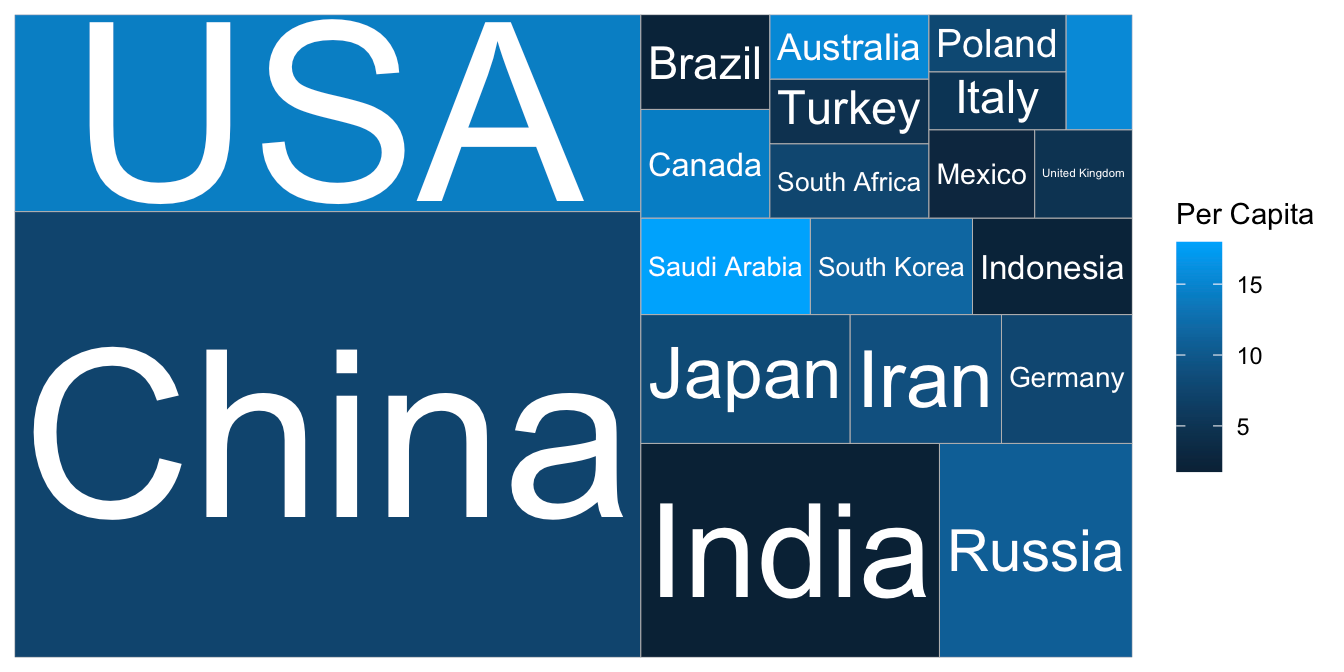 USA
China
Brazil
Canada
Australia
Turkey
South Africa
Poland
Italy
Mexico
United Kingdom
Saudi Arabia
South Korea
Indonesia
Japan
Iran
Germany
India
Russia
Per Capita
15
10
5